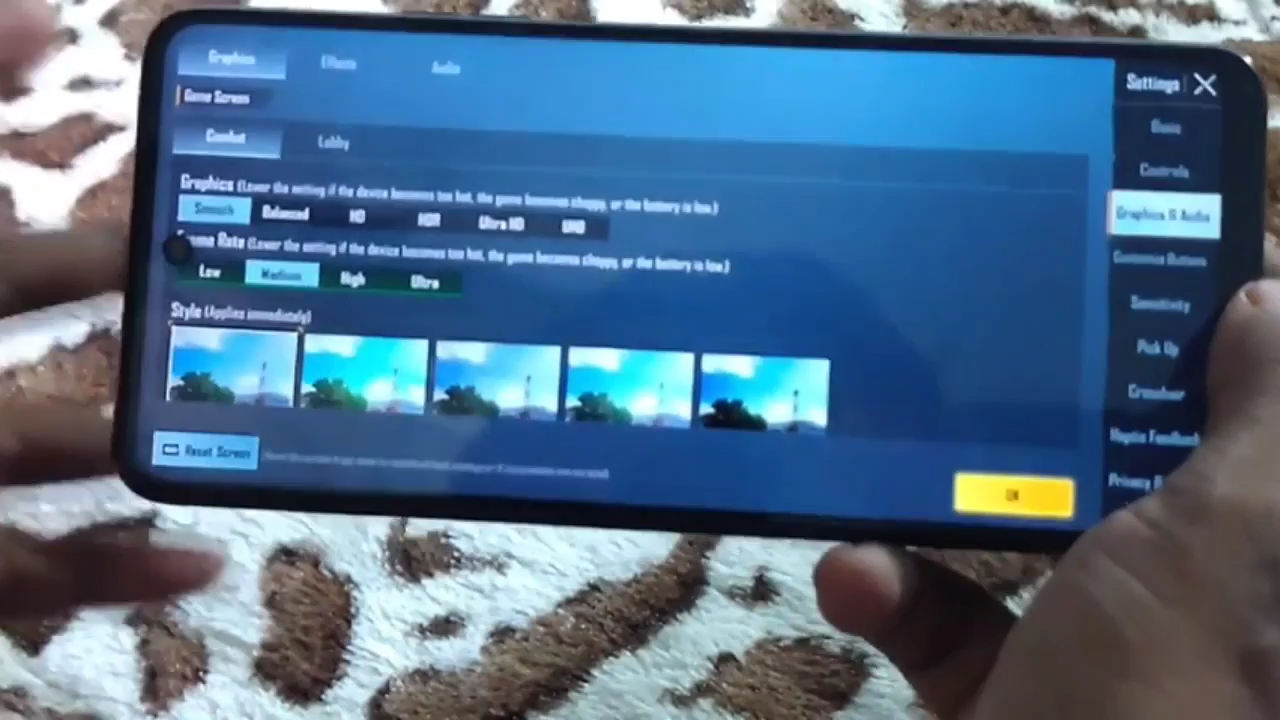 Graphics Effects Audio
Settings ×
Game Screen
Basic
Combat Lobby
Controls
Graphics (Lower the setting if the device becomes too hot, the game becomes choppy, or the battery is low.)
Graphics & Audio
Smooth Balanced HD HDR Ultra HD UHD
Frame Rate (Lower the setting if the device becomes too hot, the game becomes choppy, or the battery is low.)
Customize Buttons
Low Medium High Ultra
Sensitivity
Style (Applies immediately)
Pick Up
Crosshair
Haptic Feedback
Reset Screen
Privacy &
OK